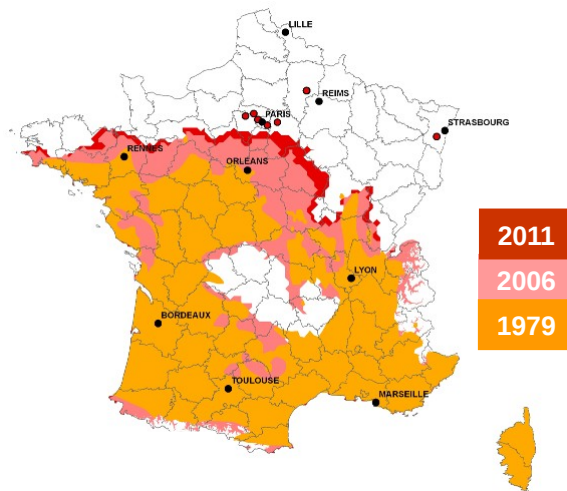 LILLE
REIMS
PARIS
STRASBOURG
RENNES
ORLEANS
2011
2006
LYON
1979
BORDEAUX
TOULOUSE
MARSEILLE